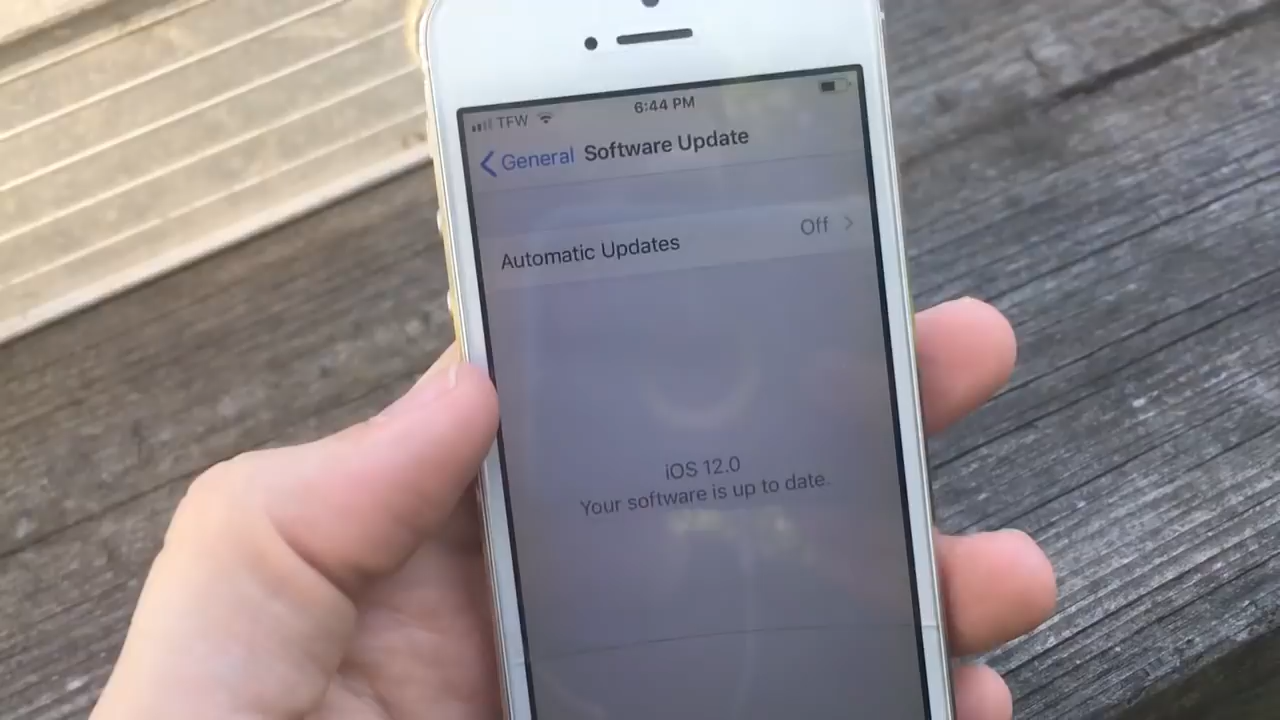 TFW 6:44 PM
General Software Update
Automatic Updates Off
iOS 12.0
Your software is up to date.